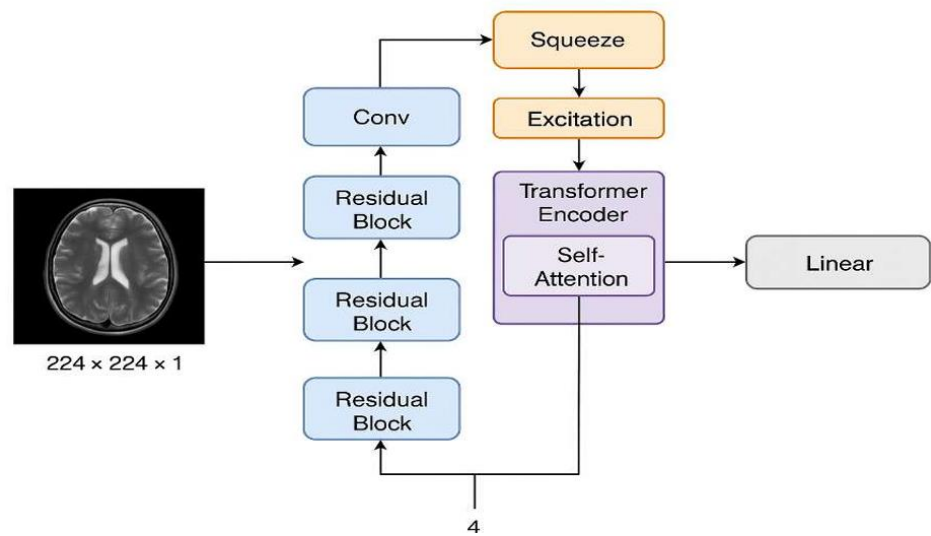 Squeeze
Conv
Excitation
Residual
Block
Transformer
Encoder
Self-
Attention
Linear
Residual
Block
224 × 224 × 1
Residual
Block
4